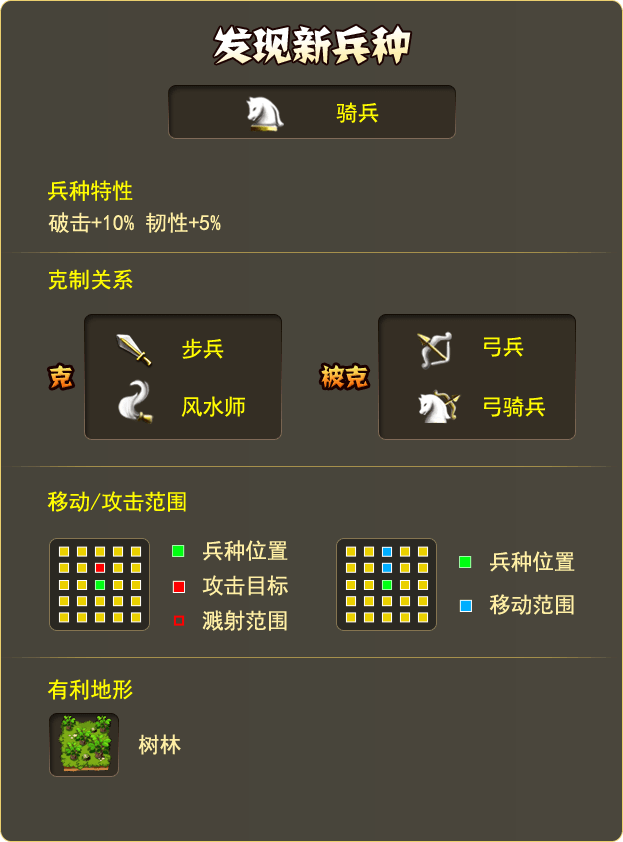 发现新兵种
骑兵
兵种特性
破击+10% 韧性+5%
克制关系
克
步兵
风水师
被克
弓兵
弓骑兵
移动/攻击范围
兵种位置
攻击目标
溅射范围
兵种位置
移动范围
有利地形
树林